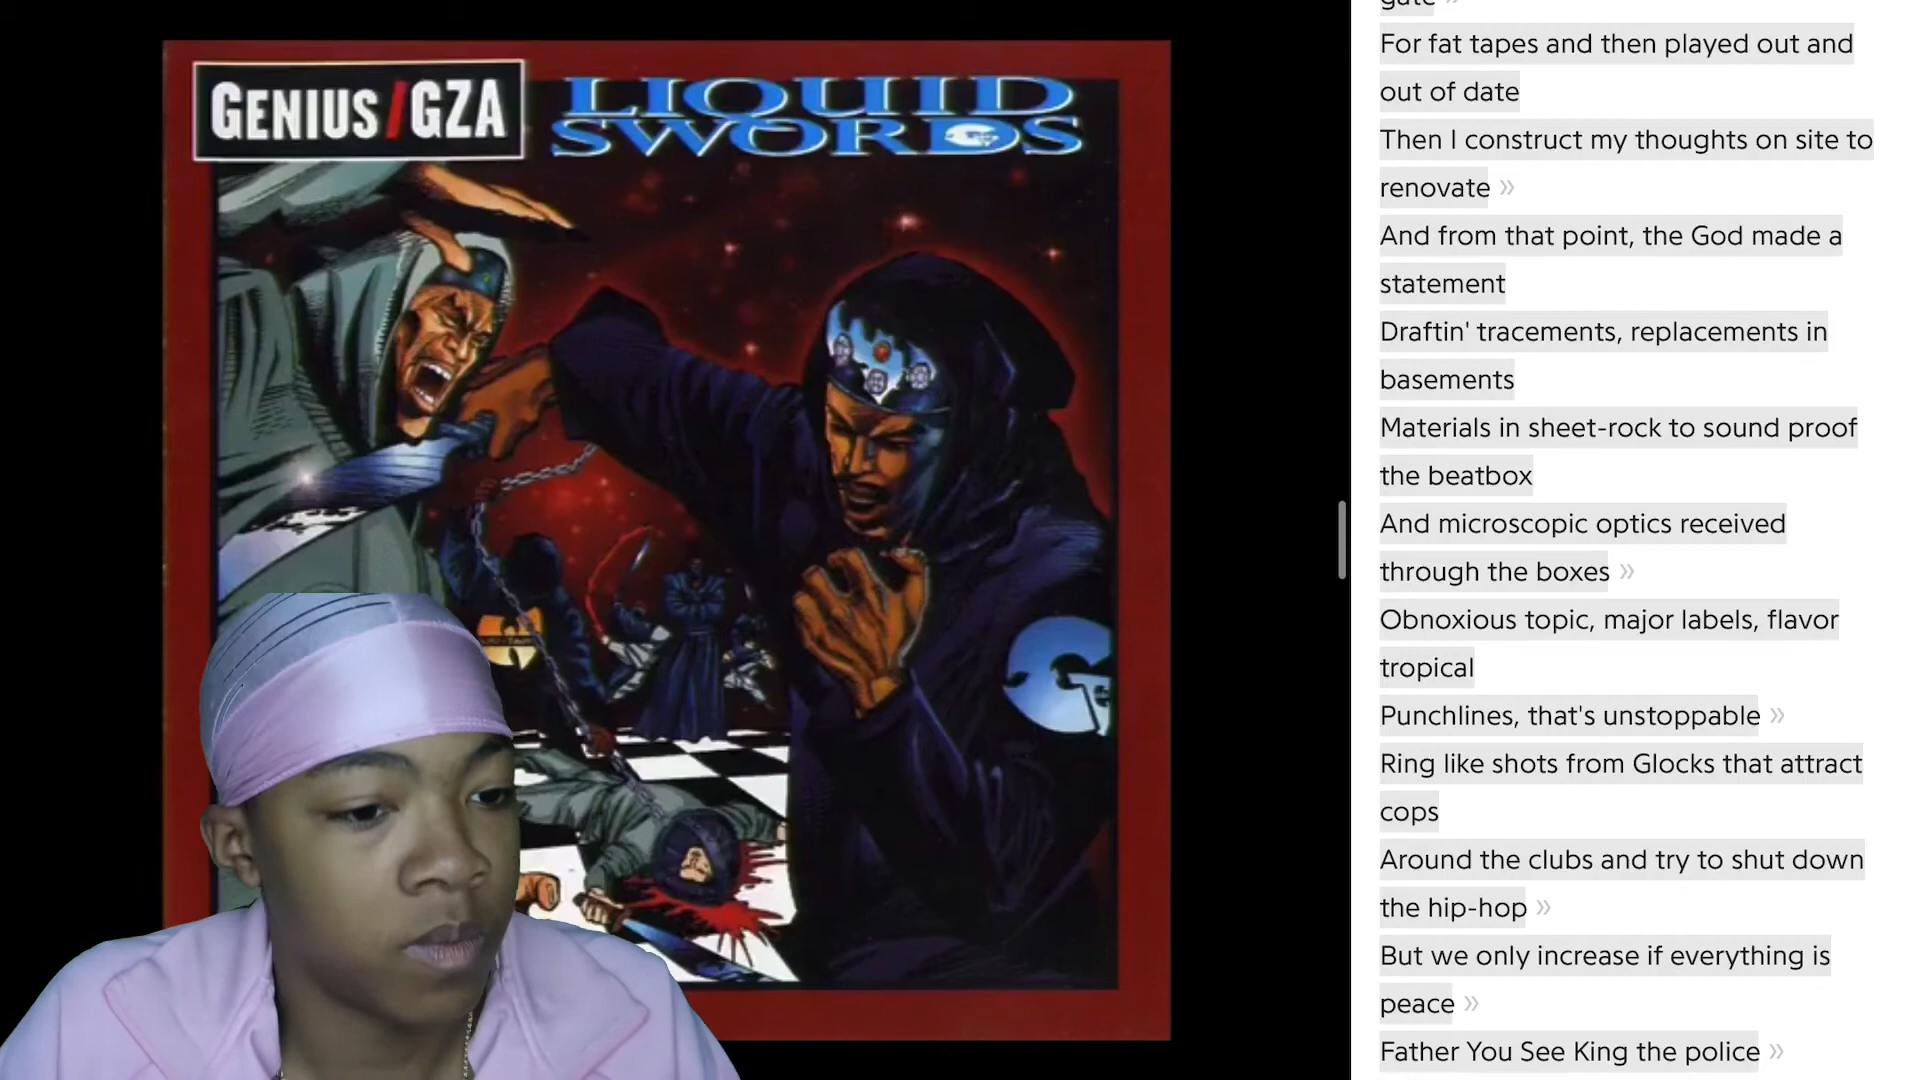 GENIUS/GZA
LIQUID
SWORDS
gate »
For fat tapes and then played out and
out of date
Then I construct my thoughts on site to
renovate »
And from that point, the God made a
statement
Draftin' tracements, replacements in
basements
Materials in sheet-rock to sound proof
the beatbox
And microscopic optics received
through the boxes »
Obnoxious topic, major labels, flavor
tropical
Punchlines, that's unstoppable »
Ring like shots from Glocks that attract
cops
Around the clubs and try to shut down
the hip-hop »
But we only increase if everything is
peace »
Father You See King the police »